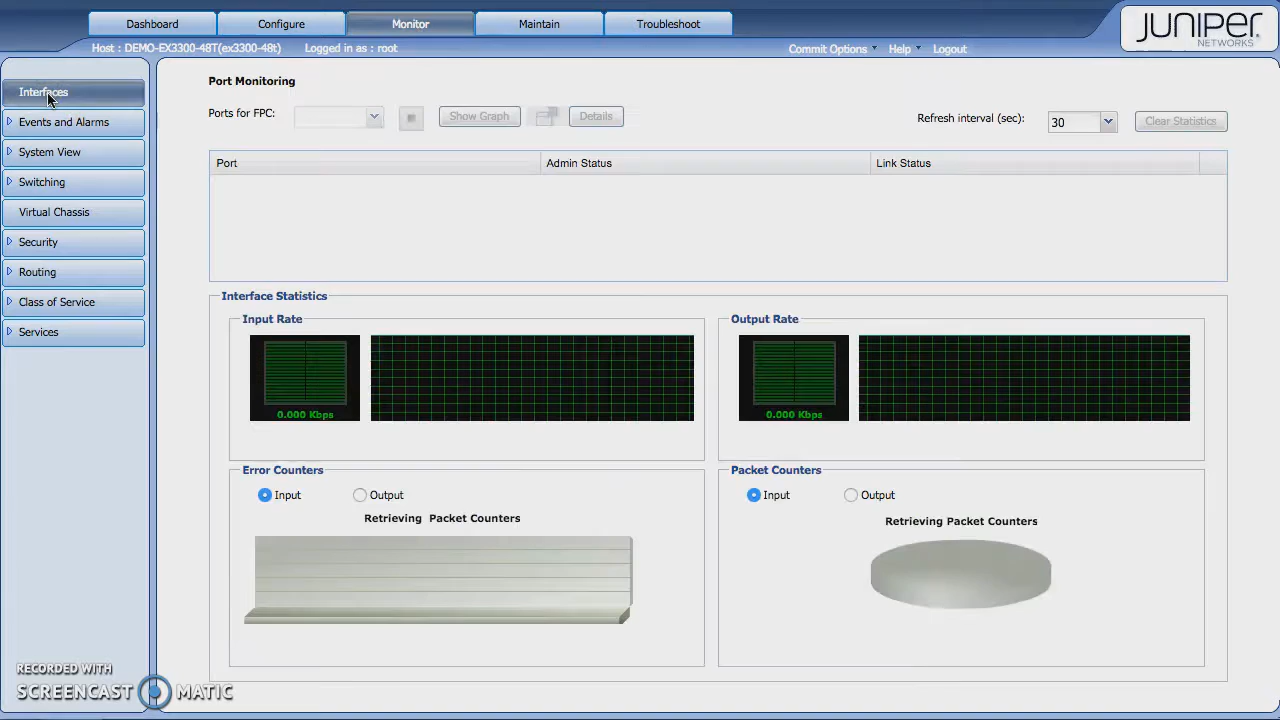 Dashboard
Configure
Monitor
Maintain
Troubleshoot
JUNIPER
NETWORKS
Host : DEMO-EX3300-48T(ex3300-48t)
Logged in as : root
Commit Options
Help
Logout
Interfaces
Events and Alarms
System View
Switching
Virtual Chassis
Security
Routing
Class of Service
Services
Port Monitoring
Ports for FPC:
Show Graph
Details
Refresh interval (sec):
30
Clear Statistics
Port
Admin Status
Link Status
Interface Statistics
Input Rate
0.000 Kbps
Output Rate
0.000 Kbps
Error Counters
Input
Output
Retrieving Packet Counters
Packet Counters
Input
Output
Retrieving Packet Counters
RECORDED WITH
SCREENCAST MATIC